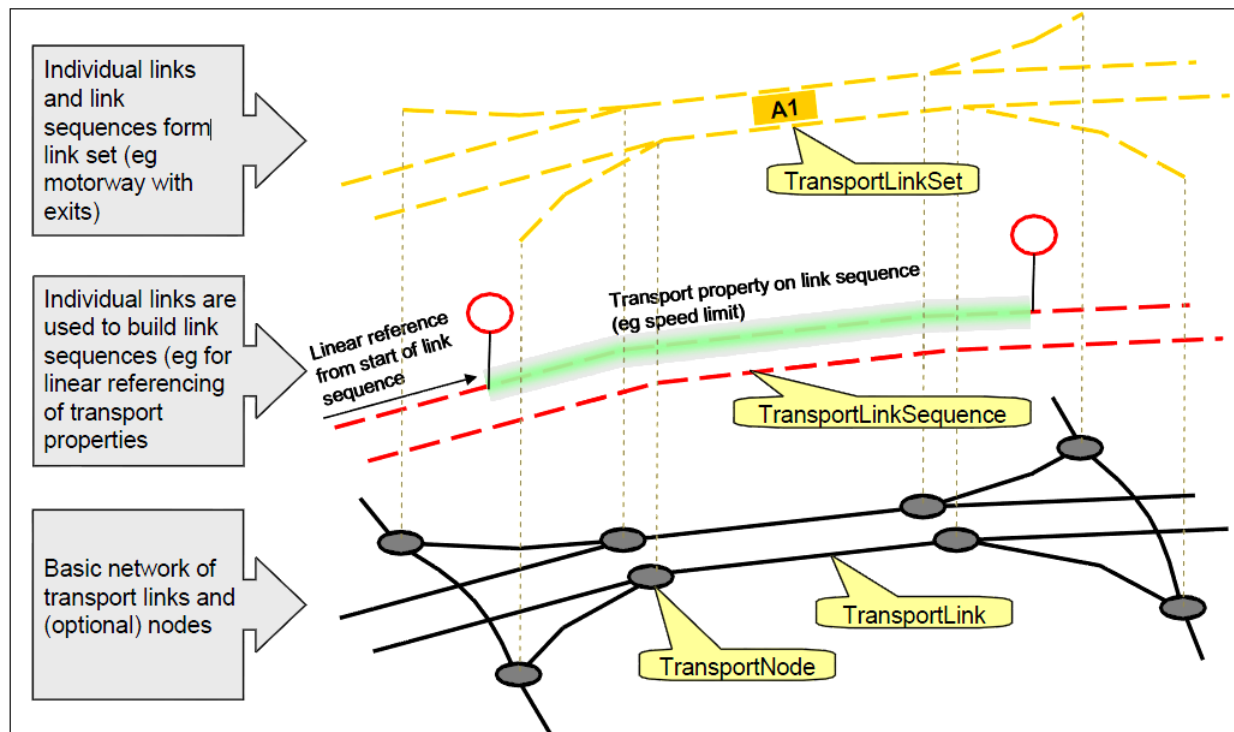 Individual links
and link
sequences form
link set (eg
motorway with
exits)
A1
TransportLinkSet
Individual links are
used to build link
sequences (eg for
linear referencing
of transport
properties
Linear reference
from start of link
sequence
Transport property on link sequence
(eg speed limit)
TransportLinkSequence
Basic network of
transport links and
(optional) nodes
TransportLink
TransportNode